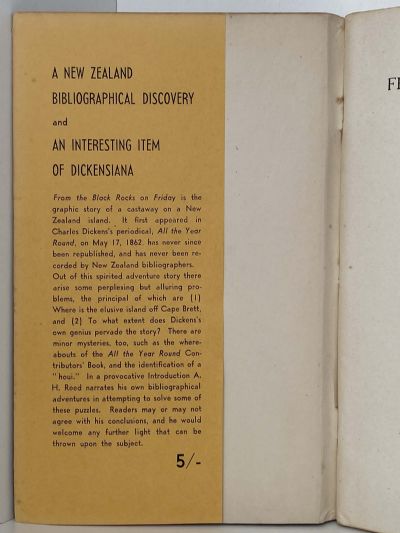 A NEW ZEALAND
BIBLIOGRAPHICAL DISCOVERY
and
AN INTERESTING ITEM
OF DICKENSIANA
From the Black Rocks on Friday is the
graphic story of a castaway on a New
Zealand island. It first appeared in
Charles Dickens's periodical, All the Year
Round, on May 17, 1862, has never since
been republished, and has never been re-
corded by New Zealand bibliographers.
Out of this spirited adventure story there
arise some perplexing but alluring pro-
blems, the principal of which are (1)
Where is the elusive island off Cape Brett,
and (2) To what extent does Dickens's
own genius pervade the story? There are
minor mysteries, too, such as the where-
abouts of the All the Year Round Con-
tributors' Book, and the identification of a
"houi." In a provocative Introduction A.
H. Reed narrates his own bibliographical
adventures in attempting to solve some of
these puzzles. Readers may or may not
agree with his conclusions, and he would
welcome any further light that can be
thrown upon the subject.
5/-